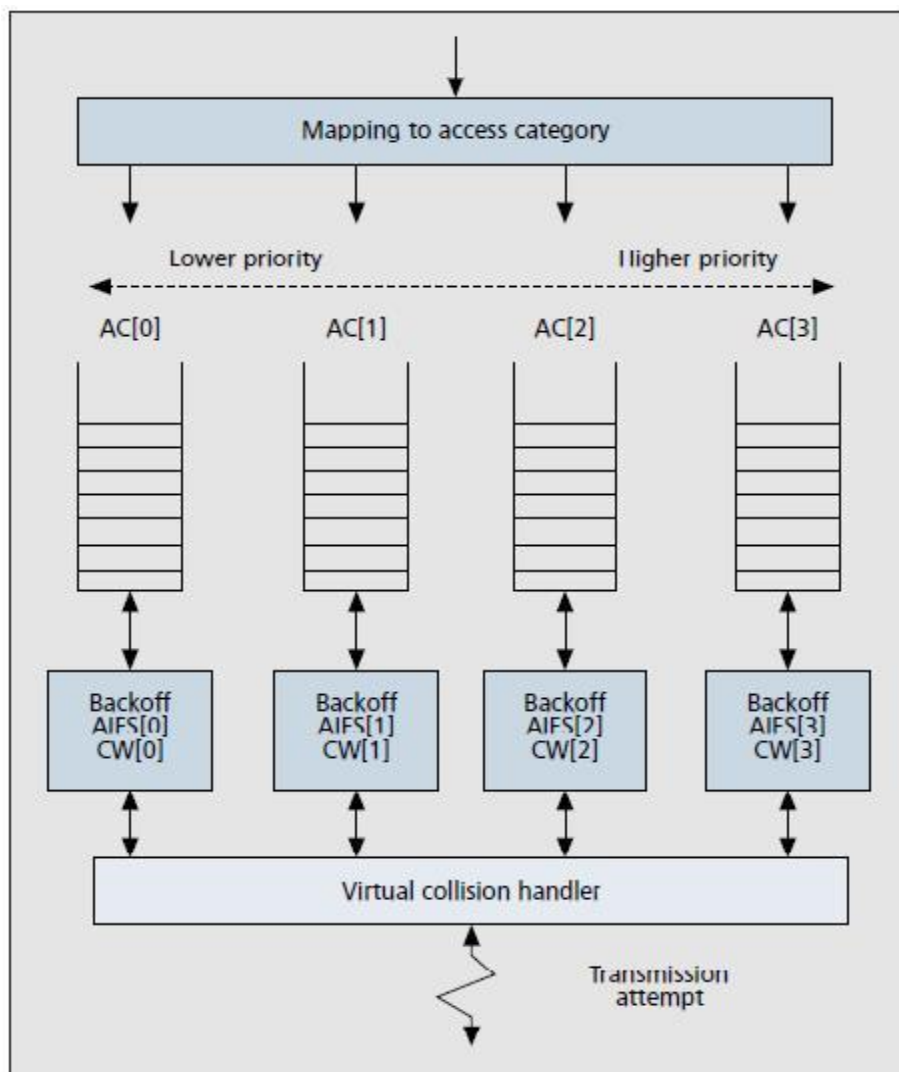 Mapping to access category
Lower priority
Higher priority
AC[0]
AC[1]
AC[2]
AC[3]
Backoff
AIFS[0]
CW[0]
Backoff
AIFS[1]
CW[1]
Backoff
AIFS[2]
CW[2]
Backoff
AIFS[3]
CW[3]
Virtual collision handler
Transmission
attempt